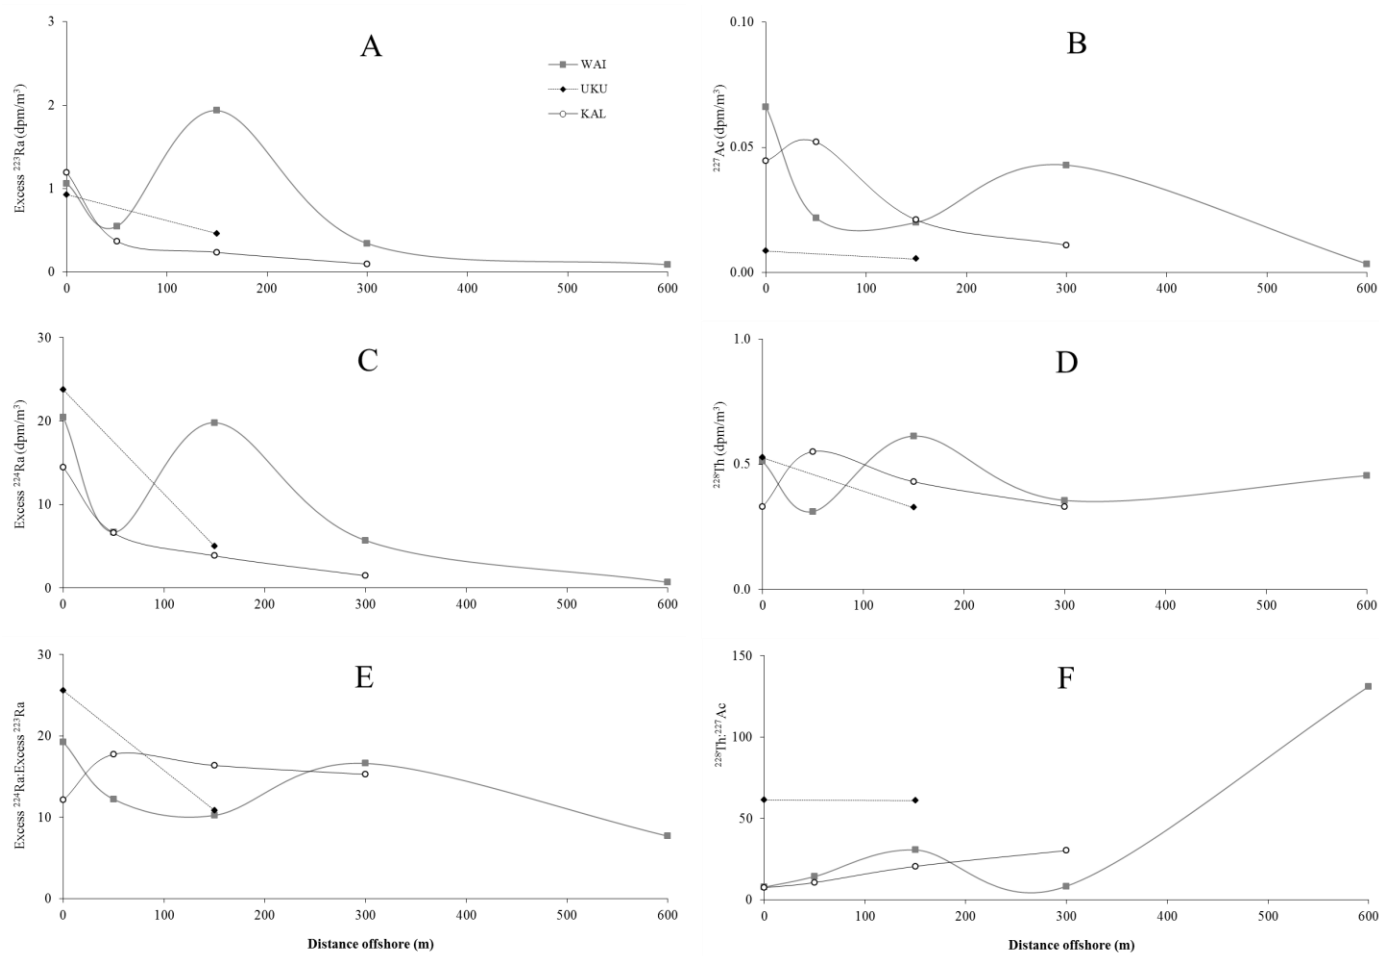 A
Excess ²²³Ra (dpm/m³)
3
2
1
0
0 100 200 300 400 500 600
WAI
UKU
KAL
B
²²⁷Ac (dpm/m³)
0.10
0.05
0.00
0 100 200 300 400 500 600
C
Excess ²²⁴Ra (dpm/m³)
30
20
10
0
0 100 200 300 400 500 600
D
²²⁸Th (dpm/m³)
1.0
0.5
0.0
0 100 200 300 400 500 600
E
Excess ²²⁴Ra:Excess ²²³Ra
30
20
10
0
0 100 200 300 400 500 600
Distance offshore (m)
F
²²⁸Th:²²⁷Ac
150
100
50
0
0 100 200 300 400 500 600
Distance offshore (m)